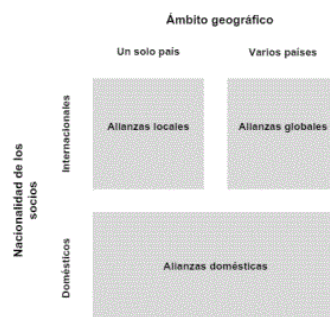 Ámbito geográfico
Un solo país
Varios países
Nacionalidad de los
socios
Internacionales
Alianzas locales
Alianzas globales
Domésticos
Alianzas domésticas